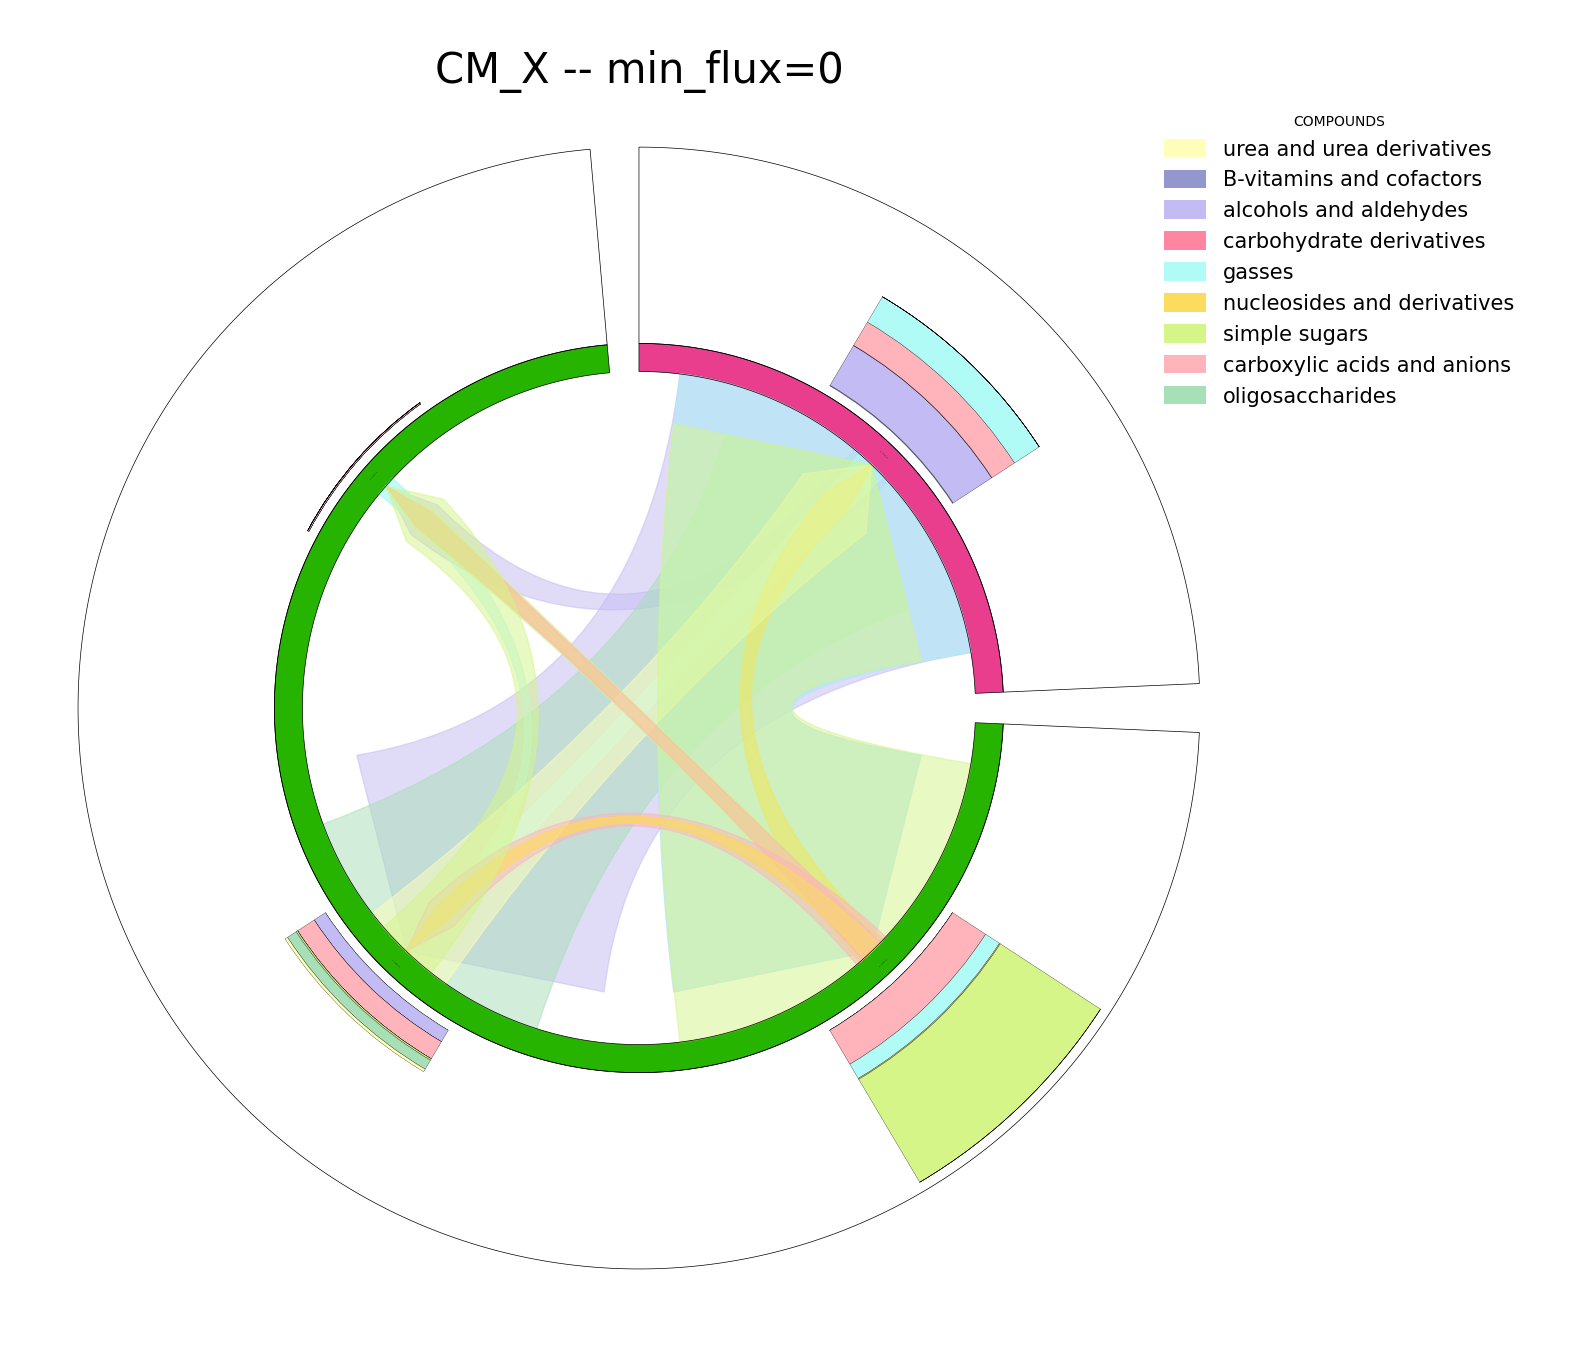 CM_X -- min_flux=0
COMPOUNDS
urea and urea derivatives
B-vitamins and cofactors
alcohols and aldehydes
carbohydrate derivatives
gasses
nucleosides and derivatives
simple sugars
carboxylic acids and anions
oligosaccharides